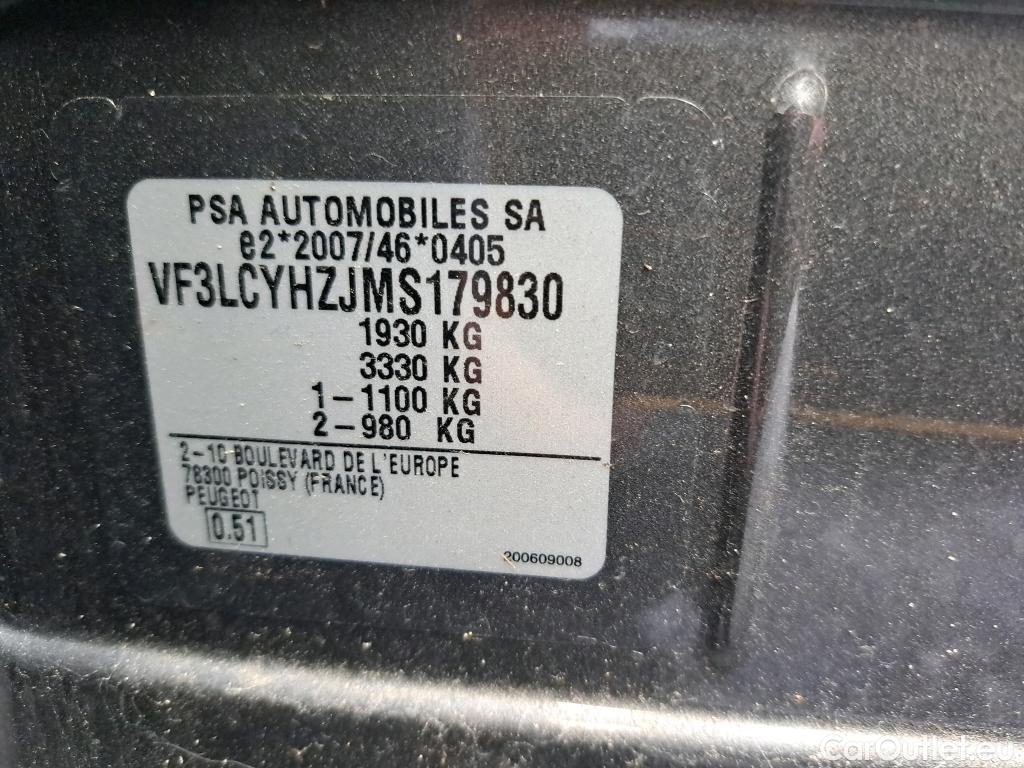 PSA AUTOMOBILES SA
e2*2007/46*0405
VF3LCYHZJMS179830
1930 KG
3330 KG
1-1100 KG
2-980 KG
2-10 BOULEVARD DE L'EUROPE
78300 POISSY (FRANCE)
PEUGEOT
0.51
200609008
CarOutlet.eu